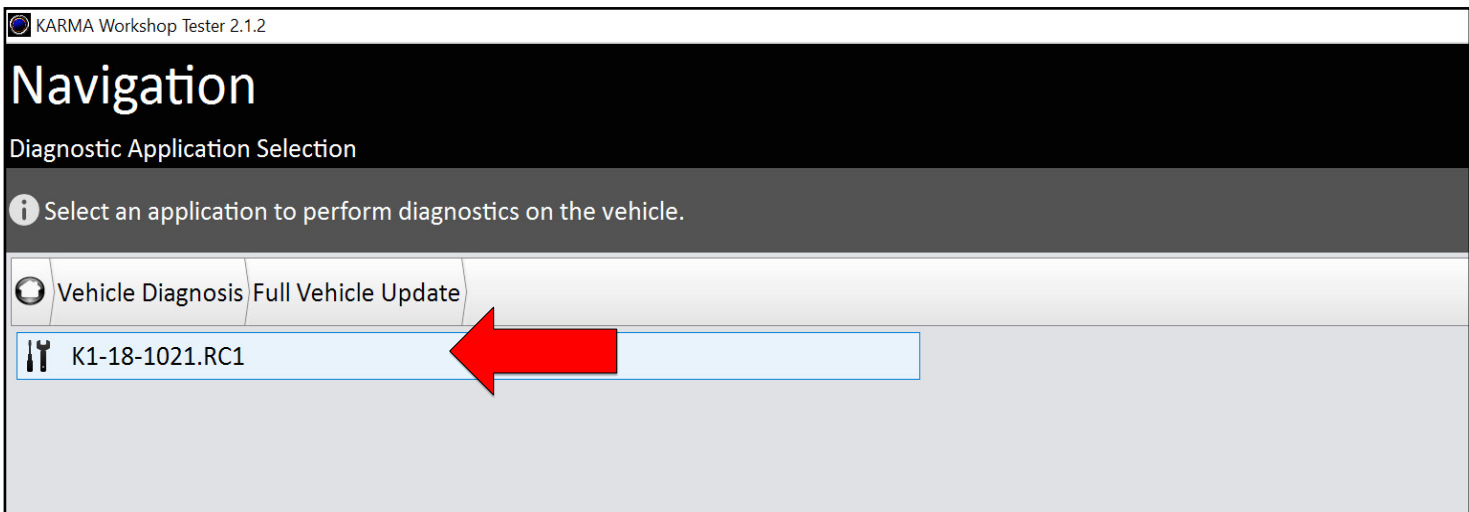 KARMA Workshop Tester 2.1.2
Navigation
Diagnostic Application Selection
Select an application to perform diagnostics on the vehicle.
Vehicle Diagnosis Full Vehicle Update
K1-18-1021.RC1